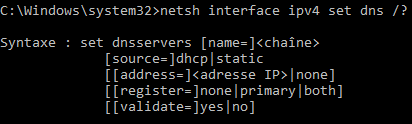 C:\Windows\system32>netsh interface ipv4 set dns /?
Syntaxe : set dnsservers [name=]<chaîne>
[source=]dhcp|static
[[address=]<adresse IP>|none]
[[register=]none|primary|both]
[[validate=]yes|no]